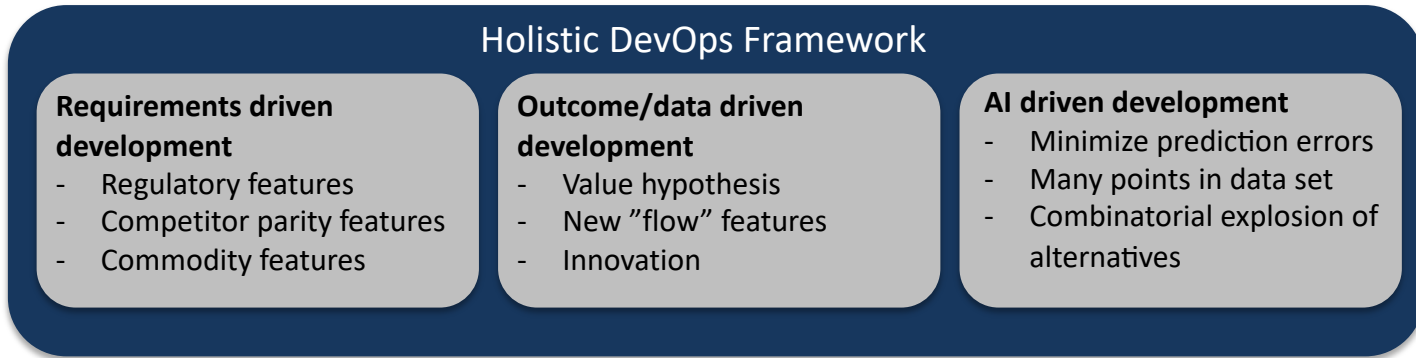 Holistic DevOps Framework
Requirements driven
development
- Regulatory features
- Competitor parity features
- Commodity features
Outcome/data driven
development
- Value hypothesis
- New ”flow” features
- Innovation
AI driven development
- Minimize prediction errors
- Many points in data set
- Combinatorial explosion of
alternatives